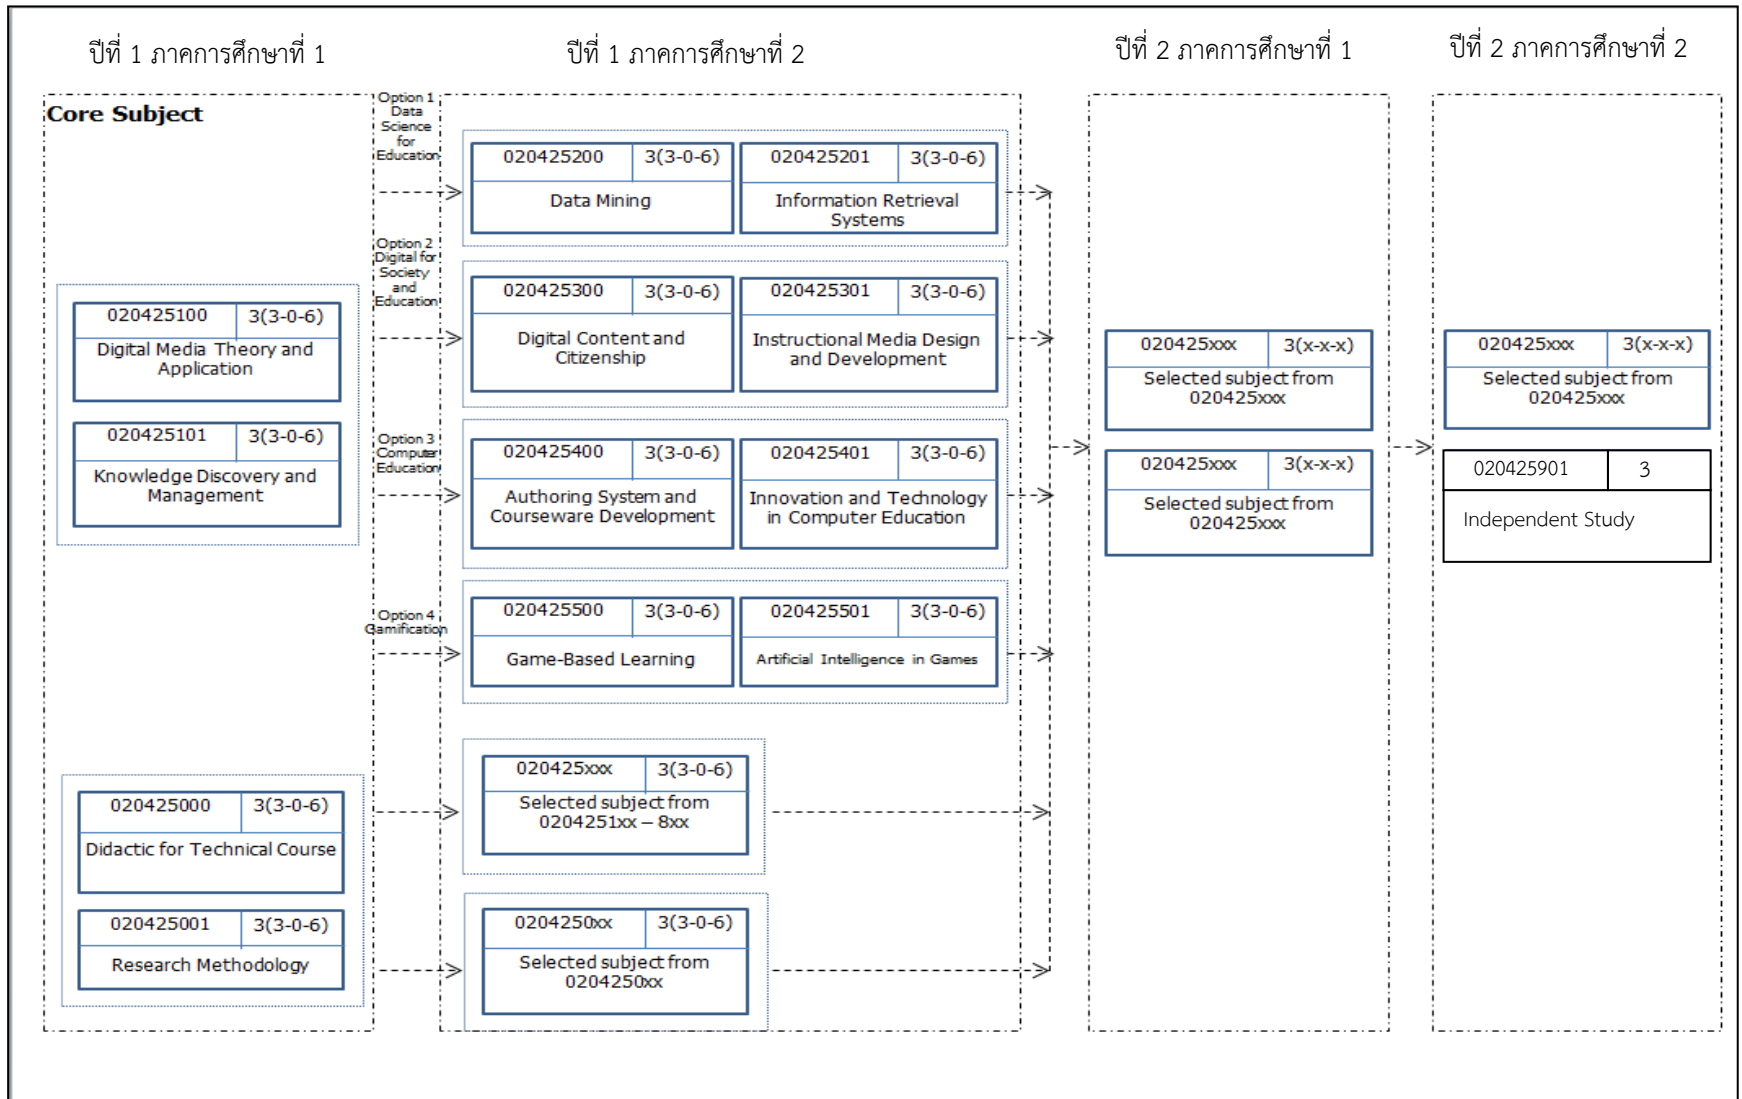 ปีที่ 1 ภาคการศึกษาที่ 1
ปีที่ 1 ภาคการศึกษาที่ 2
ปีที่ 2 ภาคการศึกษาที่ 1
ปีที่ 2 ภาคการศึกษาที่ 2
Core Subject
020425100
3(3-0-6)
Digital Media Theory and
Application
020425101
3(3-0-6)
Knowledge Discovery and
Management
020425000
3(3-0-6)
Didactic for Technical Course
020425001
3(3-0-6)
Research Methodology
Option 1
Data
Science
for
Education
Option 2
Digital for
Society
and
Education
Option 3
Computer
Education
Option 4
Gamification
020425200
3(3-0-6)
Data Mining
020425201
3(3-0-6)
Information Retrieval
Systems
020425300
3(3-0-6)
Digital Content and
Citizenship
020425301
3(3-0-6)
Instructional Media Design
and Development
020425400
3(3-0-6)
Authoring System and
Courseware Development
020425401
3(3-0-6)
Innovation and Technology
in Computer Education
020425500
3(3-0-6)
Game-Based Learning
020425501
3(3-0-6)
Artificial Intelligence in Games
020425xxx
3(3-0-6)
Selected subject from
0204251xx – 8xx
0204250xx
3(3-0-6)
Selected subject from
0204250xx
020425xxx
3(x-x-x)
Selected subject from
020425xxx
020425xxx
3(x-x-x)
Selected subject from
020425xxx
020425xxx
3(x-x-x)
Selected subject from
020425xxx
020425901
3
Independent Study